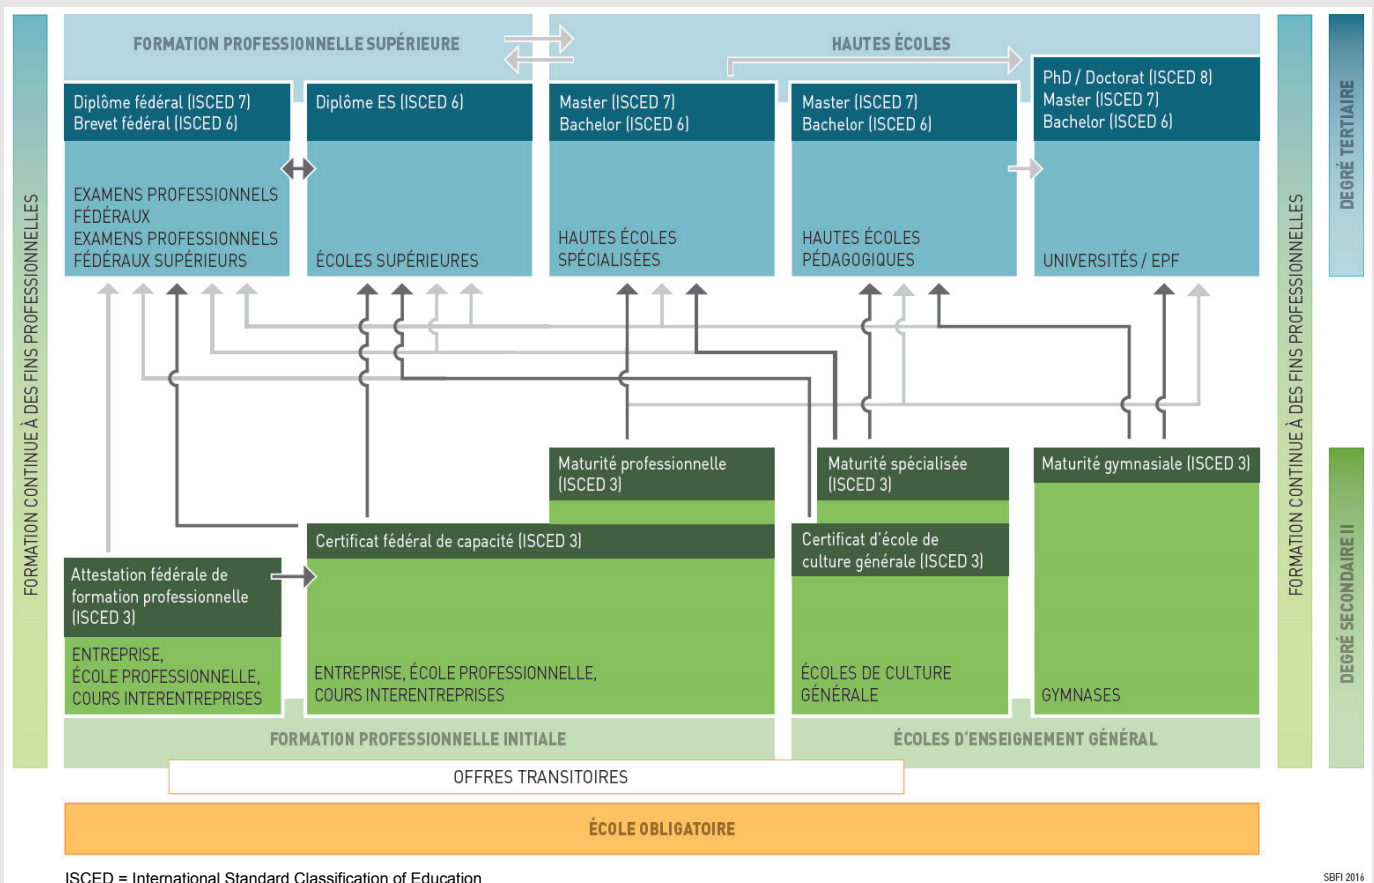 FORMATION CONTINUE À DES FINS PROFESSIONNELLES
FORMATION PROFESSIONNELLE SUPÉRIEURE
HAUTES ÉCOLES
Diplôme fédéral (ISCED 7)
Brevet fédéral (ISCED 6)
EXAMENS PROFESSIONNELS
FÉDÉRAUX
EXAMENS PROFESSIONNELS
FÉDÉRAUX SUPÉRIEURS
Diplôme ES (ISCED 6)
ÉCOLES SUPÉRIEURES
Master (ISCED 7)
Bachelor (ISCED 6)
HAUTES ÉCOLES
SPÉCIALISÉES
Master (ISCED 7)
Bachelor (ISCED 6)
HAUTES ÉCOLES
PÉDAGOGIQUES
PhD / Doctorat (ISCED 8)
Master (ISCED 7)
Bachelor (ISCED 6)
UNIVERSITÉS / EPF
FORMATION CONTINUE À DES FINS PROFESSIONNELLES
DEGRÉ TERTIAIRE
Attestation fédérale de
formation professionnelle
(ISCED 3)
ENTREPRISE,
ÉCOLE PROFESSIONNELLE,
COURS INTERENTREPRISES
Maturité professionnelle
(ISCED 3)
Certificat fédéral de capacité (ISCED 3)
ENTREPRISE, ÉCOLE PROFESSIONNELLE,
COURS INTERENTREPRISES
Maturité spécialisée
(ISCED 3)
Certificat d'école de
culture générale (ISCED 3)
ÉCOLES DE CULTURE
GÉNÉRALE
Maturité gymnasiale (ISCED 3)
GYMNASES
DEGRÉ SECONDAIRE II
FORMATION PROFESSIONNELLE INITIALE
ÉCOLES D'ENSEIGNEMENT GÉNÉRAL
OFFRES TRANSITOIRES
ÉCOLE OBLIGATOIRE
ISCED = International Standard Classification of Education
SBFI 2016